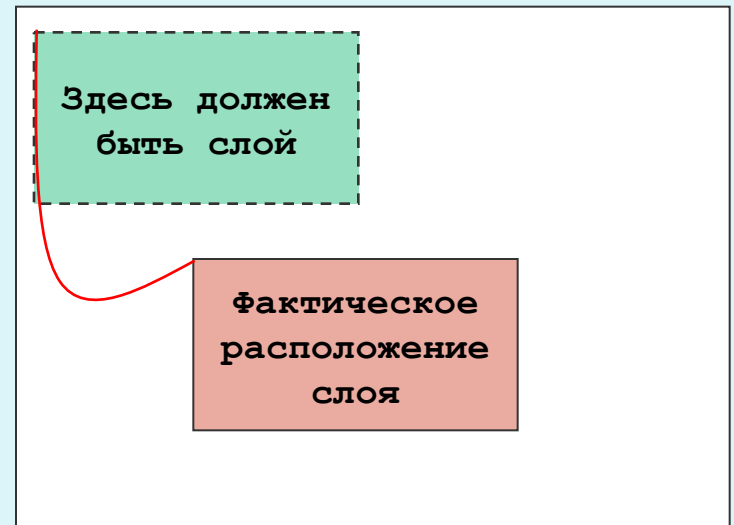 Здесь должен
быть слой
Фактическое
расположение
слоя